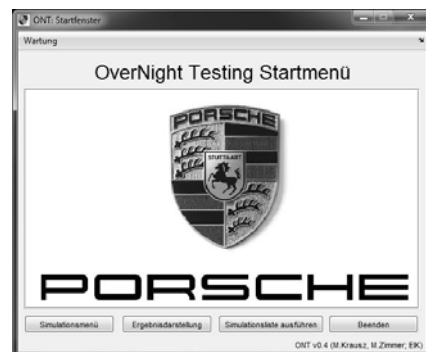 ONT: Startfenster
Wartung
OverNight Testing Startmenü
PORSCHE
STUTTGART
PORSCHE
Simulationsmenü
Ergebnisdarstellung
Simulationsliste ausführen
Beenden
ONT v0.4 (M.Krausz, M.Zimmer; EIK)